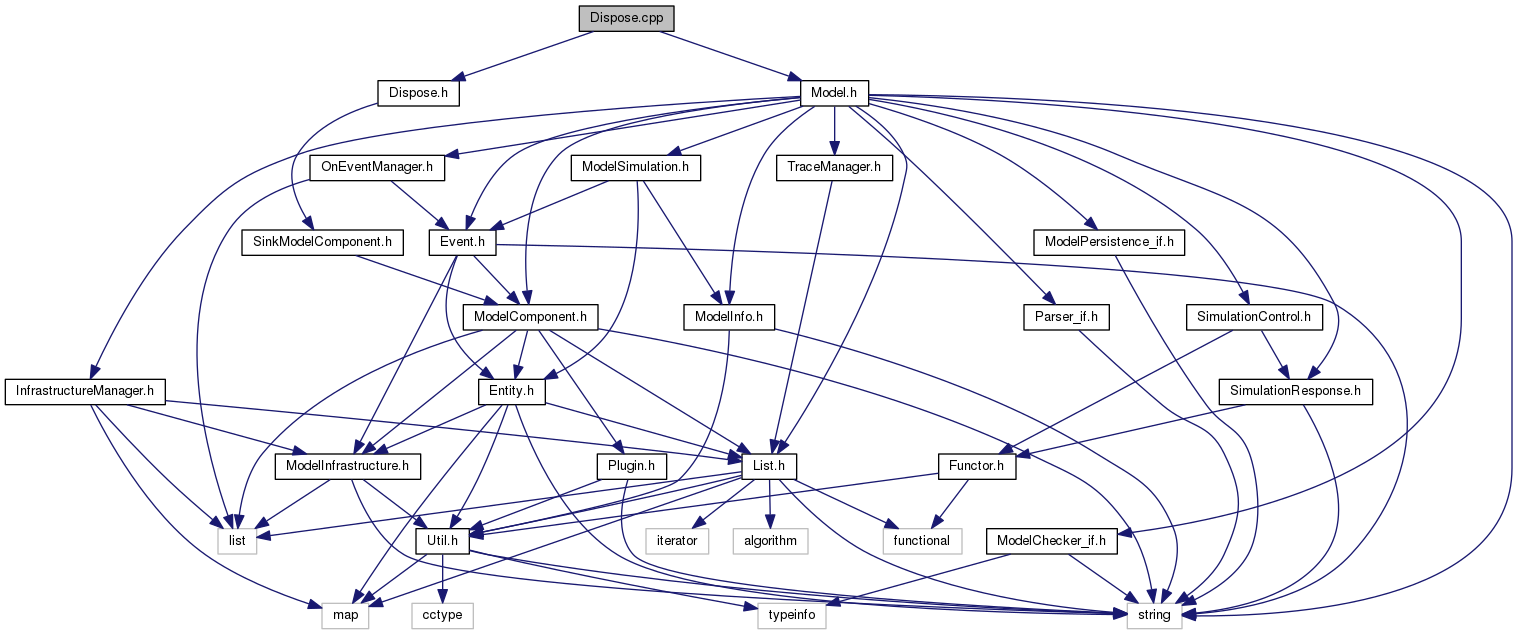 Dispose.cpp
Dispose.h
Model.h
OnEventManager.h
ModelSimulation.h
TraceManager.h
SinkModelComponent.h
Event.h
ModelPersistence_if.h
ModelComponent.h
ModelInfo.h
Parser_if.h
SimulationControl.h
InfrastructureManager.h
Entity.h
SimulationResponse.h
ModelInfrastructure.h
Plugin.h
List.h
Functor.h
list
Util.h
iterator
algorithm
functional
ModelChecker_if.h
map
cctype
typeinfo
string